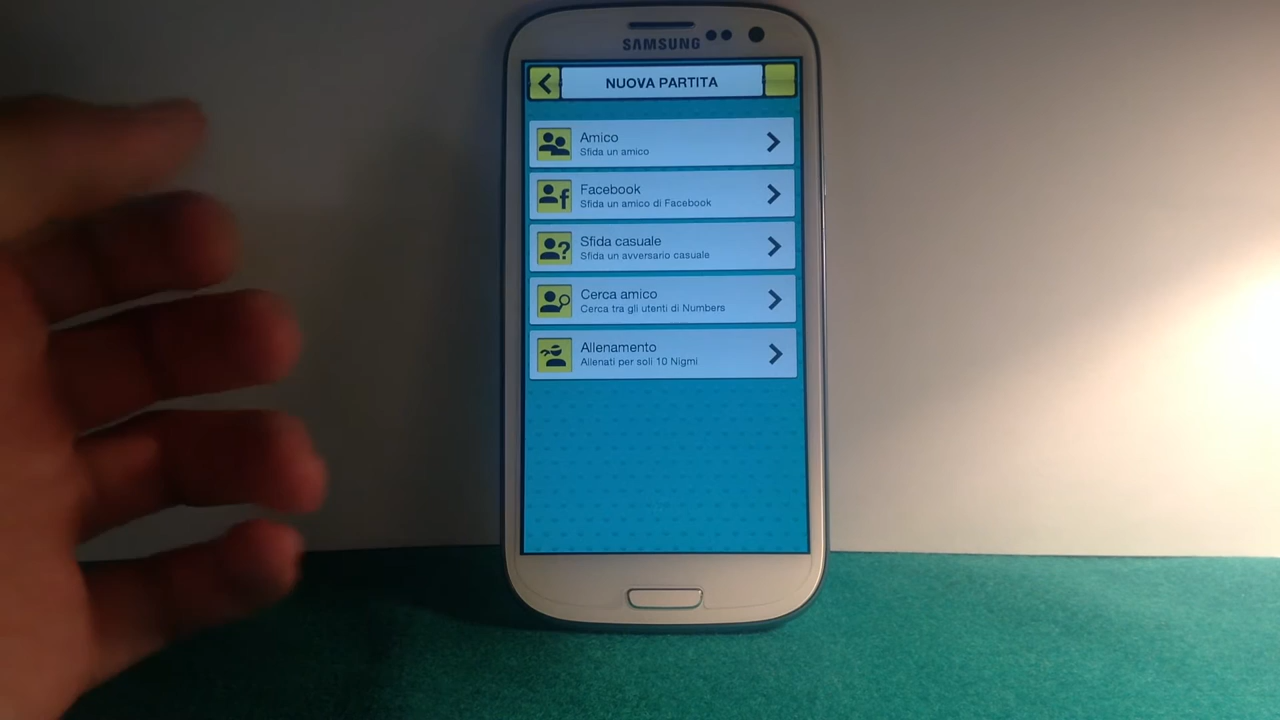 SAMSUNG
NUOVA PARTITA
Amico
Sfida un amico
Facebook
Sfida un amico di Facebook
Sfida casuale
Sfida un avversario casuale
Cerca amico
Cerca tra gli utenti di Numbers
Allenamento
Allenati per soli 10 Nigmi